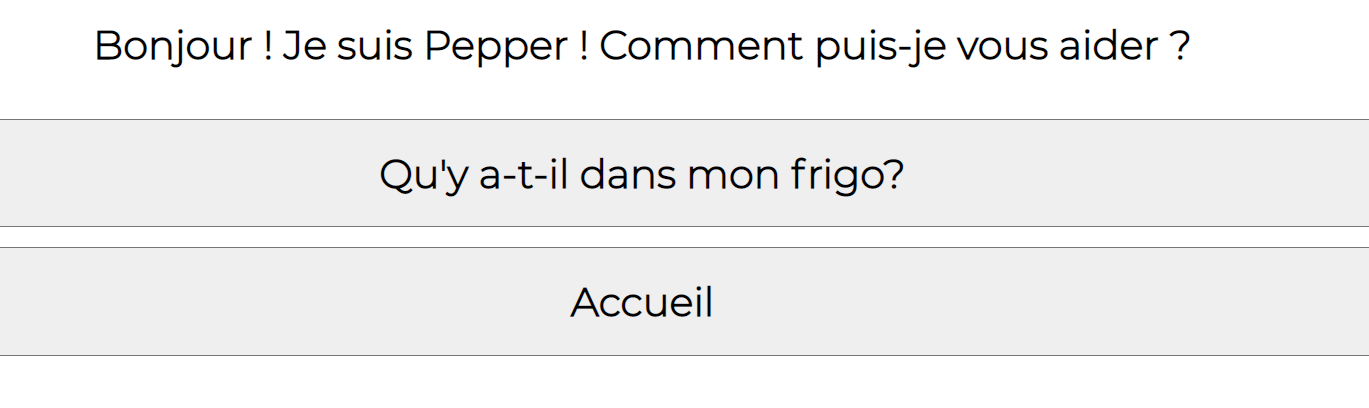 Bonjour ! Je suis Pepper ! Comment puis-je vous aider ?
Qu'y a-t-il dans mon frigo?
Accueil